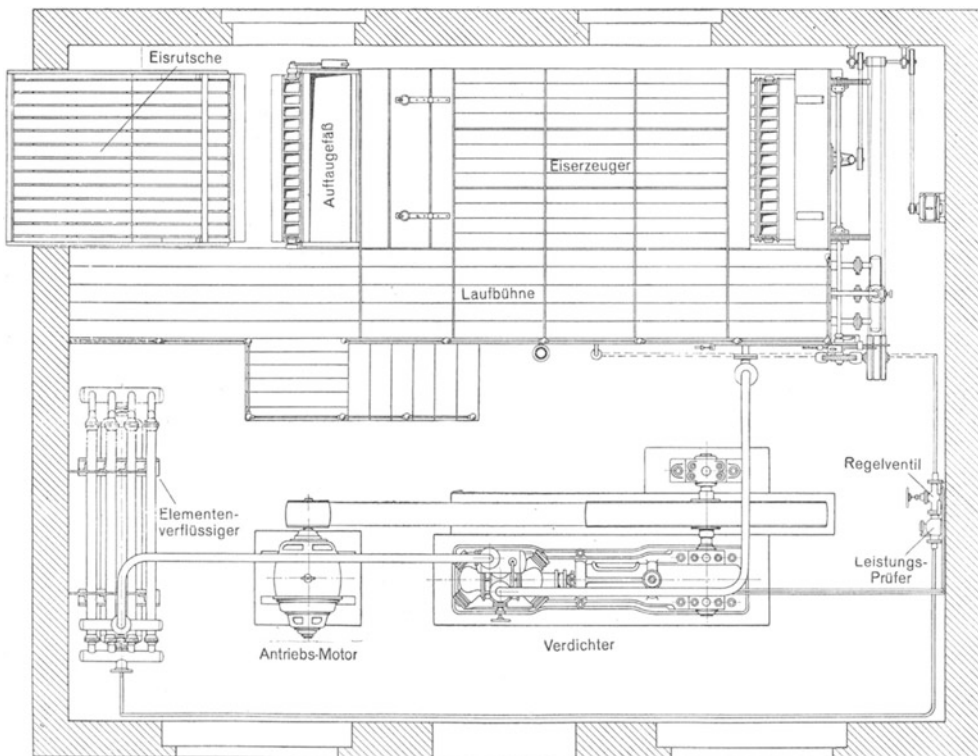 Eisrutsche
Auftaugefäß
Eiserzeuger
Laufbühne
Regelventil
Elementen-
verflüssiger
Leistungs-
Prüfer
Antriebs-Motor
Verdichter